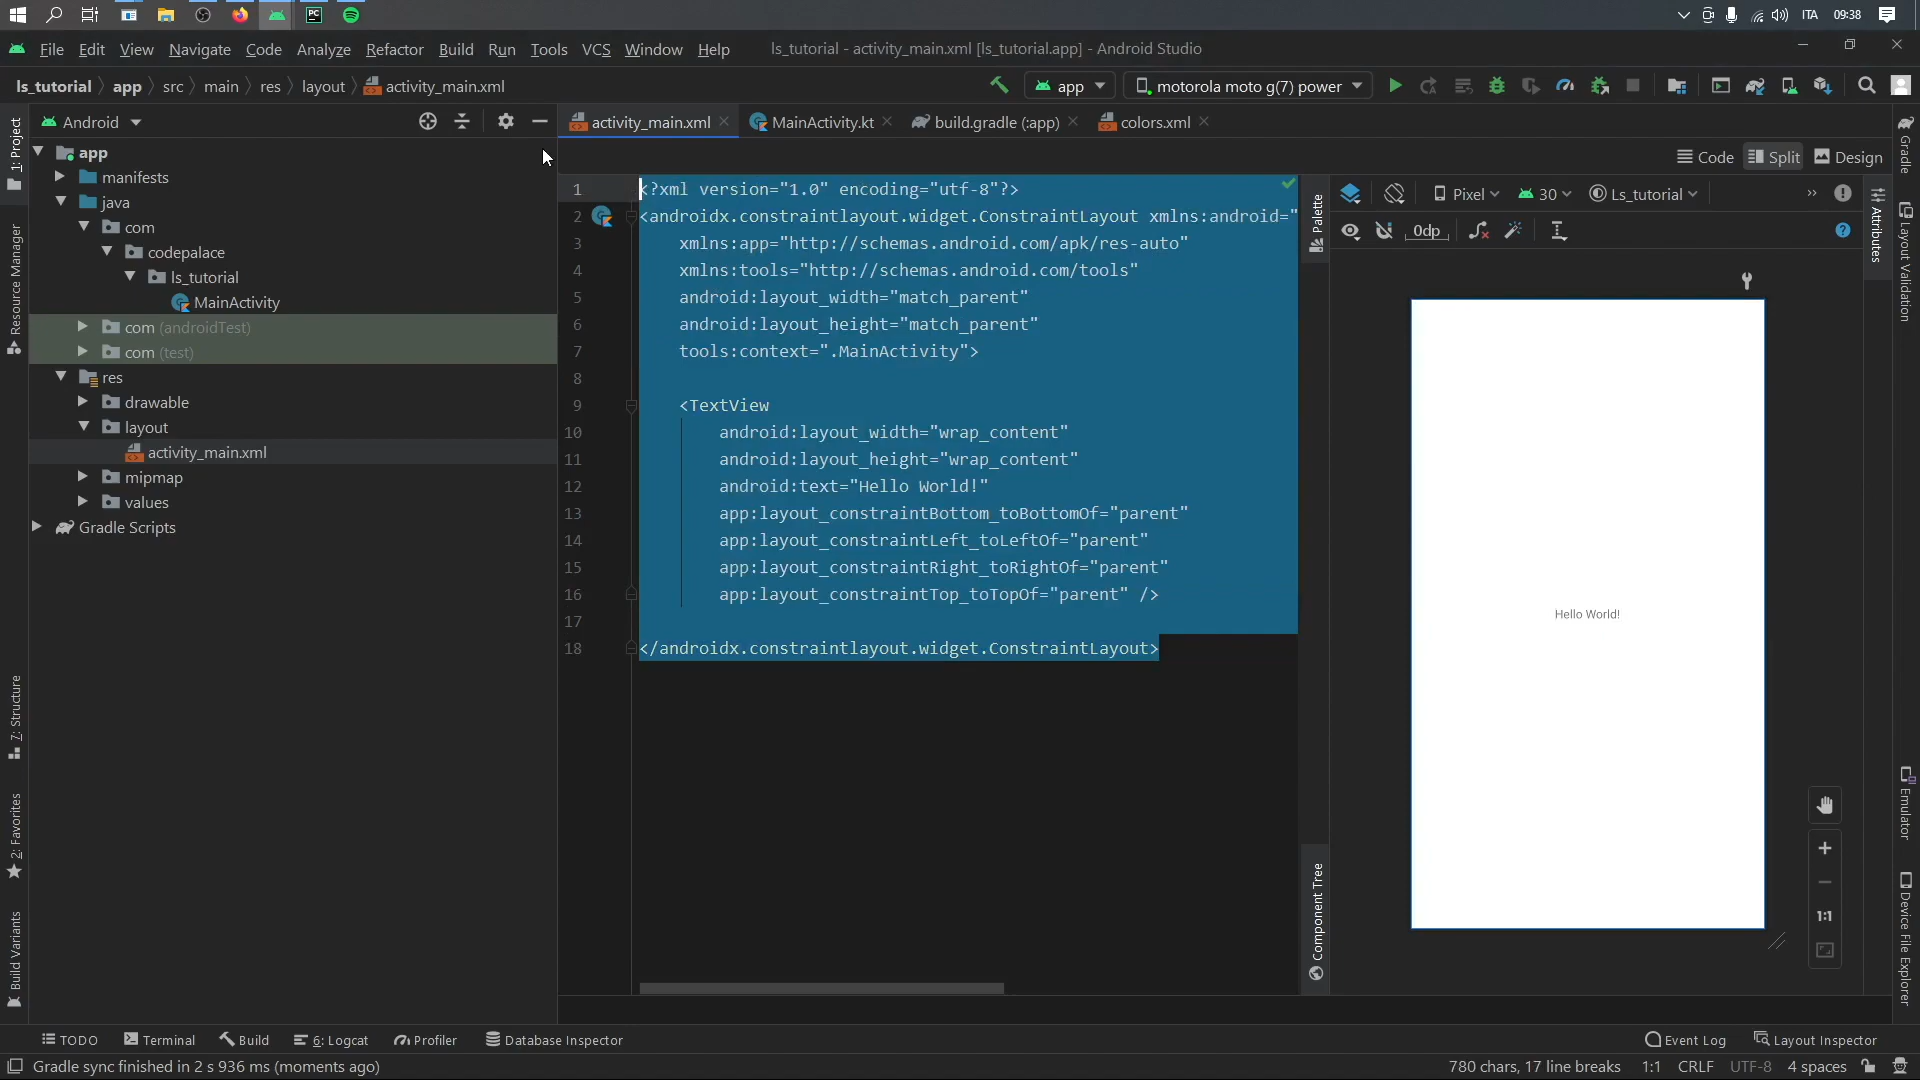 ITA
09:38
File Edit View Navigate Code Analyze Refactor Build Run Tools VCS Window Help
ls_tutorial - activity_main.xml [ls_tutorial.app] - Android Studio
ls_tutorial app src main res layout activity_main.xml
app
motorola moto g(7) power
Android
activity_main.xml
MainActivity.kt
build.gradle (:app)
colors.xml
Code
Split
Design
1: Project
Resource Manager
7: Structure
2: Favorites
Build Variants
app
manifests
java
com
codepalace
ls_tutorial
MainActivity
com (androidTest)
com (test)
res
drawable
layout
activity_main.xml
mipmap
values
Gradle Scripts
1 <?xml version="1.0" encoding="utf-8"?>
2 <androidx.constraintlayout.widget.ConstraintLayout xmlns:android="
3 xmlns:app="http://schemas.android.com/apk/res-auto"
4 xmlns:tools="http://schemas.android.com/tools"
5 android:layout_width="match_parent"
6 android:layout_height="match_parent"
7 tools:context=".MainActivity">
8
9 <TextView
10 android:layout_width="wrap_content"
11 android:layout_height="wrap_content"
12 android:text="Hello World!"
13 app:layout_constraintBottom_toBottomOf="parent"
14 app:layout_constraintLeft_toLeftOf="parent"
15 app:layout_constraintRight_toRightOf="parent"
16 app:layout_constraintTop_toTopOf="parent" />
17
18 </androidx.constraintlayout.widget.ConstraintLayout>
Palette
Component Tree
Pixel
30
Ls_tutorial
0dp
Hello World!
1:1
Attributes
Gradle
Layout Validation
Emulator
Device File Explorer
TODO
Terminal
Build
6: Logcat
Profiler
Database Inspector
Event Log
Layout Inspector
Gradle sync finished in 2 s 936 ms (moments ago)
780 chars, 17 line breaks
1:1
CRLF
UTF-8
4 spaces